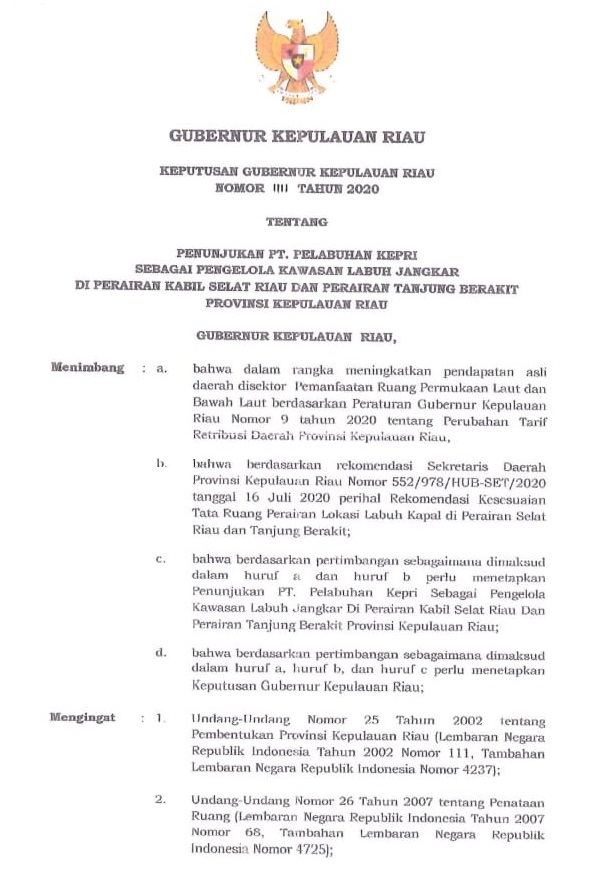 GUBERNUR KEPULAUAN RIAU
KEPUTUSAN GUBERNUR KEPULAUAN RIAU
NOMOR 1111 TAHUN 2020
TENTANG
PENUNJUKAN PT. PELABUHAN KEPRI
SEBAGAI PENGELOLA KAWASAN LABUH JANGKAR
DI PERAIRAN KABIL SELAT RIAU DAN PERAIRAN TANJUNG BERAKIT
PROVINSI KEPULAUAN RIAU
GUBERNUR KEPULAUAN RIAU,
Menimbang : a. bahwa dalam rangka meningkatkan pendapatan asli
daerah disektor Pemanfaatan Ruang Permukaan Laut dan
Bawah Laut berdasarkan Peraturan Gubernur Kepulauan
Riau Nomor 9 tahun 2020 tentang Perubahan Tarif
Retribusi Daerah Provinsi Kepulauan Riau,
b. bahwa berdasarkan rekomendasi Sekretaris Daerah
Provinsi Kepulauan Riau Nomor 552/978/HUB-SET/2020
tanggal 16 Juli 2020 perihal Rekomendasi Kesesuaian
Tata Ruang Perairan Lokasi Labuh Kapal di Perairan Selat
Riau dan Tanjung Berakit;
c. bahwa berdasarkan pertimbangan sebagaimana dimaksud
dalam huruf a dan huruf b perlu menetapkan
Penunjukan PT. Pelabuhan Kepri Sebagai Pengelola
Kawasan Labuh Jangkar Di Perairan Kabil Selat Riau Dan
Perairan Tanjung Berakit Provinsi Kepulauan Riau;
d. bahwa berdasarkan pertimbangan sebagaimana dimaksud
dalam huruf a, huruf b, dan huruf c perlu menetapkan
Keputusan Gubernur Kepulauan Riau;
Mengingat : 1. Undang-Undang Nomor 25 Tahun 2002 tentang
Pembentukan Provinsi Kepulauan Riau (Lembaran Negara
Republik Indonesia Tahun 2002 Nomor 111, Tambahan
Lembaran Negara Republik Indonesia Nomor 4237);
2. Undang-Undang Nomor 26 Tahun 2007 tentang Penataan
Ruang (Lembaran Negara Republik Indonesia Tahun 2007
Nomor 68, Tambahan Lembaran Negara Republik
Indonesia Nomor 4725);